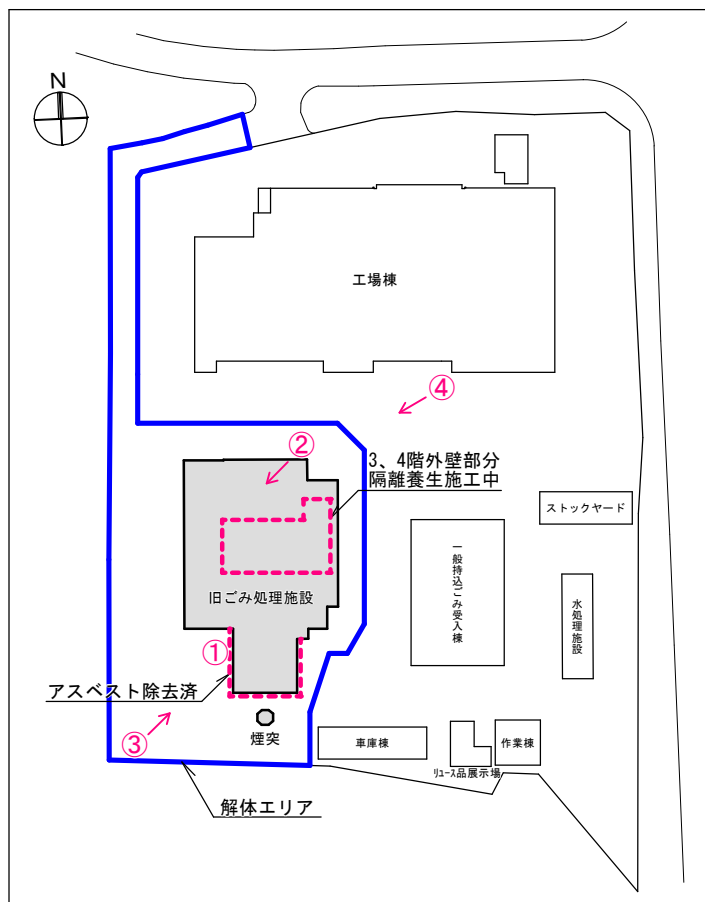 N
工場棟
④
②
3、4階外壁部分
隔離養生施工中
ストックヤード
一般持込ごみ受入棟
水処理施設
旧ごみ処理施設
①
アスベスト除去済
③
煙突
車庫棟
作業棟
ﾘﾕｰｽ品展示場
解体エリア